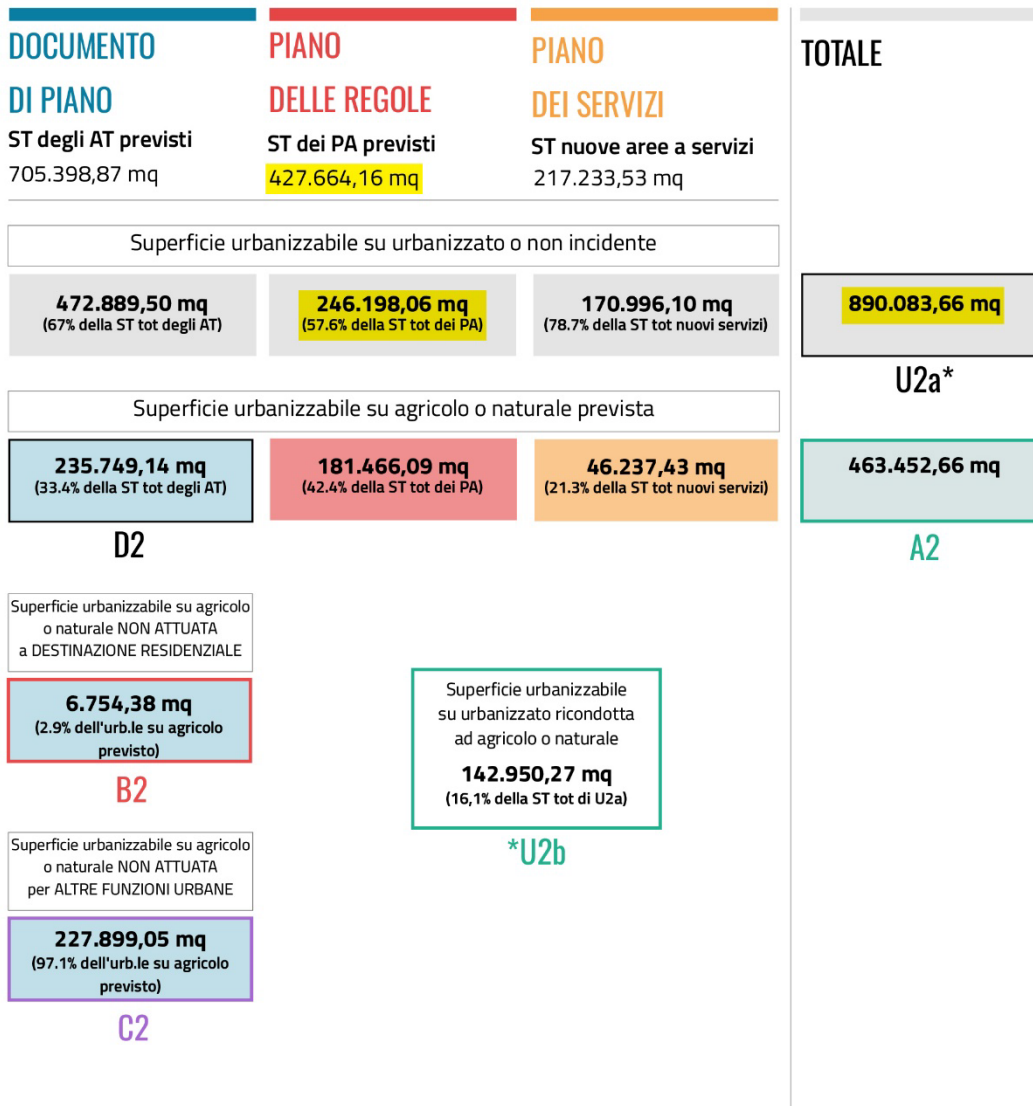 DOCUMENTO
DI PIANO
ST degli AT previsti
705.398,87 mq
PIANO
DELLE REGOLE
ST dei PA previsti
427.664,16 mq
PIANO
DEI SERVIZI
ST nuove aree a servizi
217.233,53 mq
TOTALE
Superficie urbanizzabile su urbanizzato o non incidente
472.889,50 mq
(67% della ST tot degli AT)
246.198,06 mq
(57.6% della ST tot dei PA)
170.996,10 mq
(78.7% della ST tot nuovi servizi)
890.083,66 mq
U2a*
Superficie urbanizzabile su agricolo o naturale prevista
235.749,14 mq
(33.4% della ST tot degli AT)
D2
181.466,09 mq
(42.4% della ST tot dei PA)
46.237,43 mq
(21.3% della ST tot nuovi servizi)
463.452,66 mq
A2
Superficie urbanizzabile su agricolo
o naturale NON ATTUATA
a DESTINAZIONE RESIDENZIALE
6.754,38 mq
(2.9% dell'urb.le su agricolo
previsto)
B2
Superficie urbanizzabile
su urbanizzato ricondotta
ad agricolo o naturale
142.950,27 mq
(16,1% della ST tot di U2a)
*U2b
Superficie urbanizzabile su agricolo
o naturale NON ATTUATA
per ALTRE FUNZIONI URBANE
227.899,05 mq
(97.1% dell'urb.le su agricolo
previsto)
C2